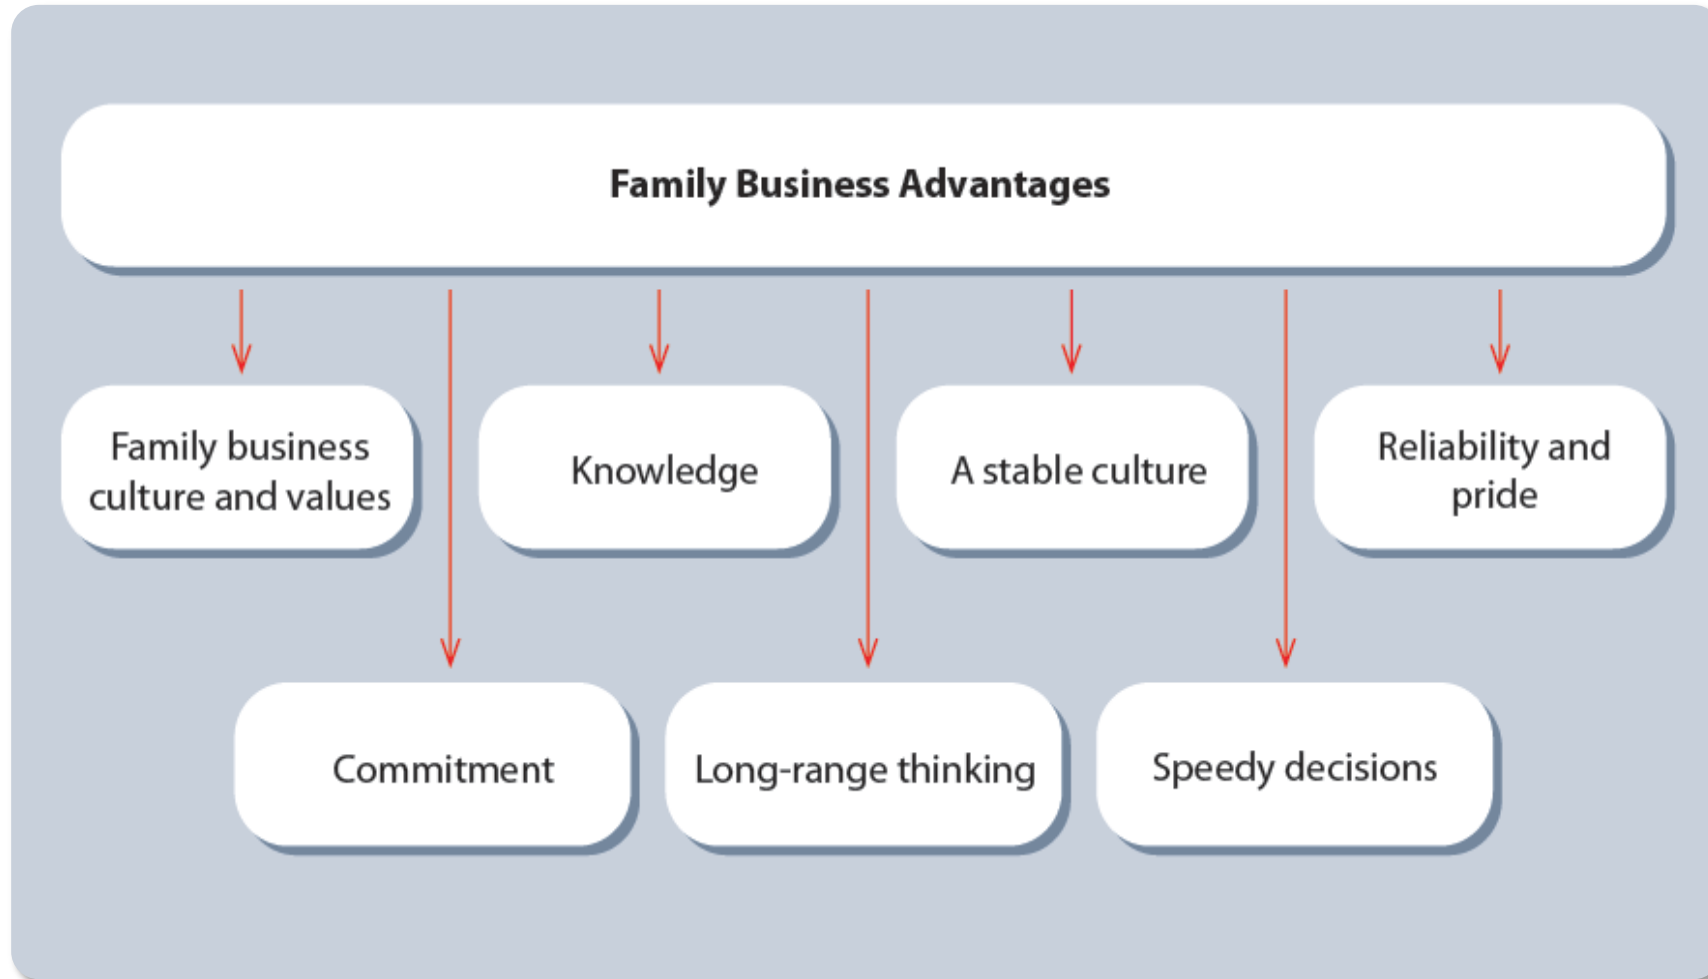 Family Business Advantages
Family business
culture and values
Knowledge
A stable culture
Reliability and
pride
Commitment
Long-range thinking
Speedy decisions